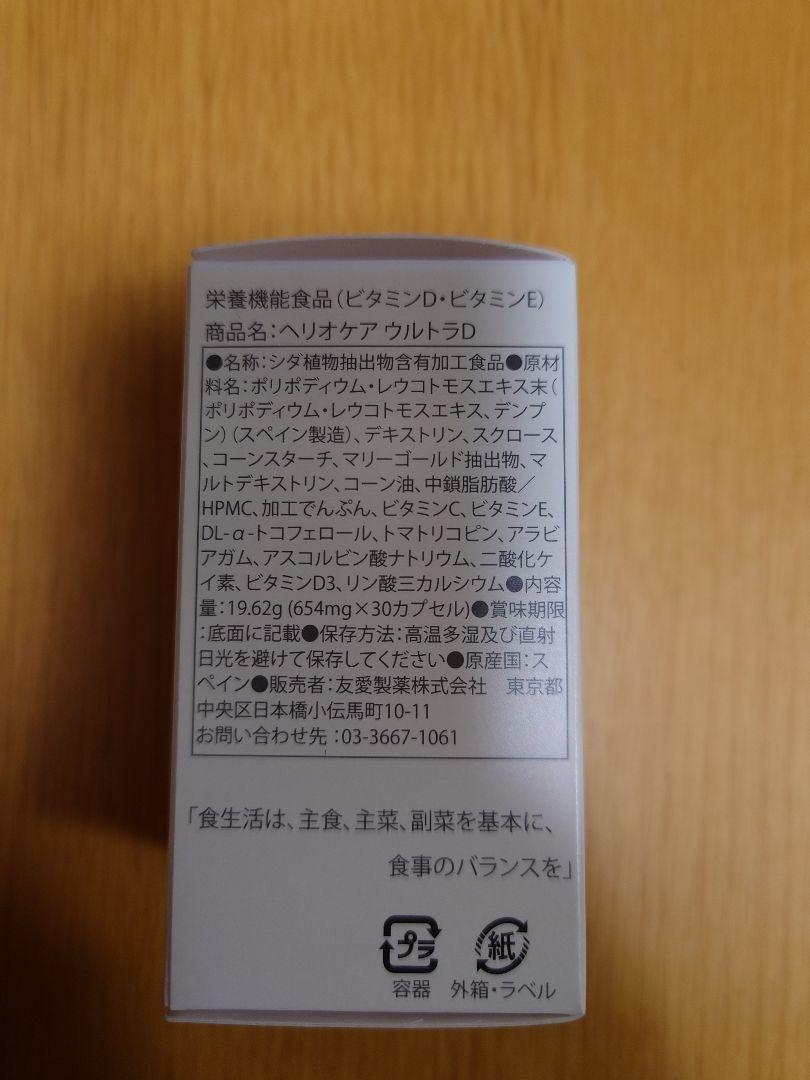 栄養機能食品(ビタミンD・ビタミンE)
商品名:ヘリオケア ウルトラD
●名称:シダ植物抽出物含有加工食品●原材
料名:ポリポディウム・レウコトモスエキス末(
ポリポディウム・レウコトモスエキス、デンプ
ン)(スペイン製造)、デキストリン、スクロース
、コーンスターチ、マリーゴールド抽出物、マ
ルトデキストリン、コーン油、中鎖脂肪酸/
HPMC、加工でんぷん、ビタミンC、ビタミンE、
DL-α-トコフェロール、トマトリコピン、アラビ
アガム、アスコルビン酸ナトリウム、二酸化ケ
イ素、ビタミンD3、リン酸三カルシウム●内容
量:19.62g (654mg×30カプセル)●賞味期限
:底面に記載●保存方法:高温多湿及び直射
日光を避けて保存してください●原産国:ス
ペイン●販売者:友愛製薬株式会社 東京都
中央区日本橋小伝馬町10-11
お問い合わせ先:03-3667-1061
「食生活は、主食、主菜、副菜を基本に、
食事のバランスを」
プラ 紙
容器 外箱・ラベル